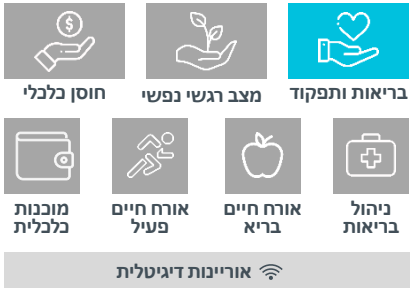 בריאות ותפקוד
מצב רגשי נפשי
חוסן כלכלי
ניהול
בריאות
אורח חיים
בריא
אורח חיים
פעיל
מוכנות
כלכלית
אוריינות דיגיטלית